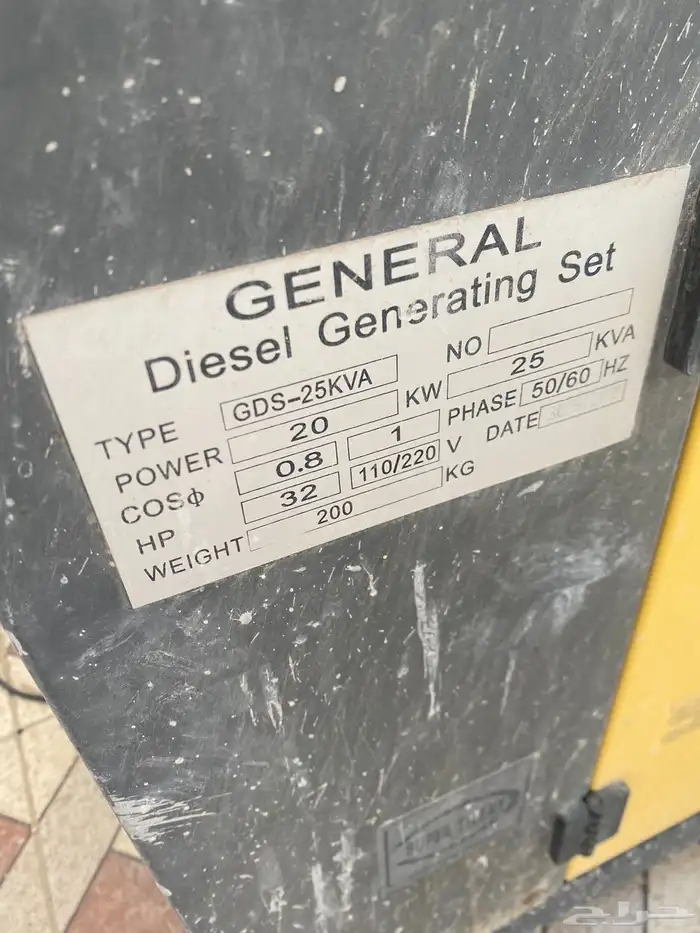 GENERAL
Diesel Generating Set
TYPE GDS-25KVA NO
POWER 20 KW 25 KVA
COSφ 0.8 1 PHASE 50/60 HZ
HP 32 110/220 V DATE
WEIGHT 200 KG
حراج